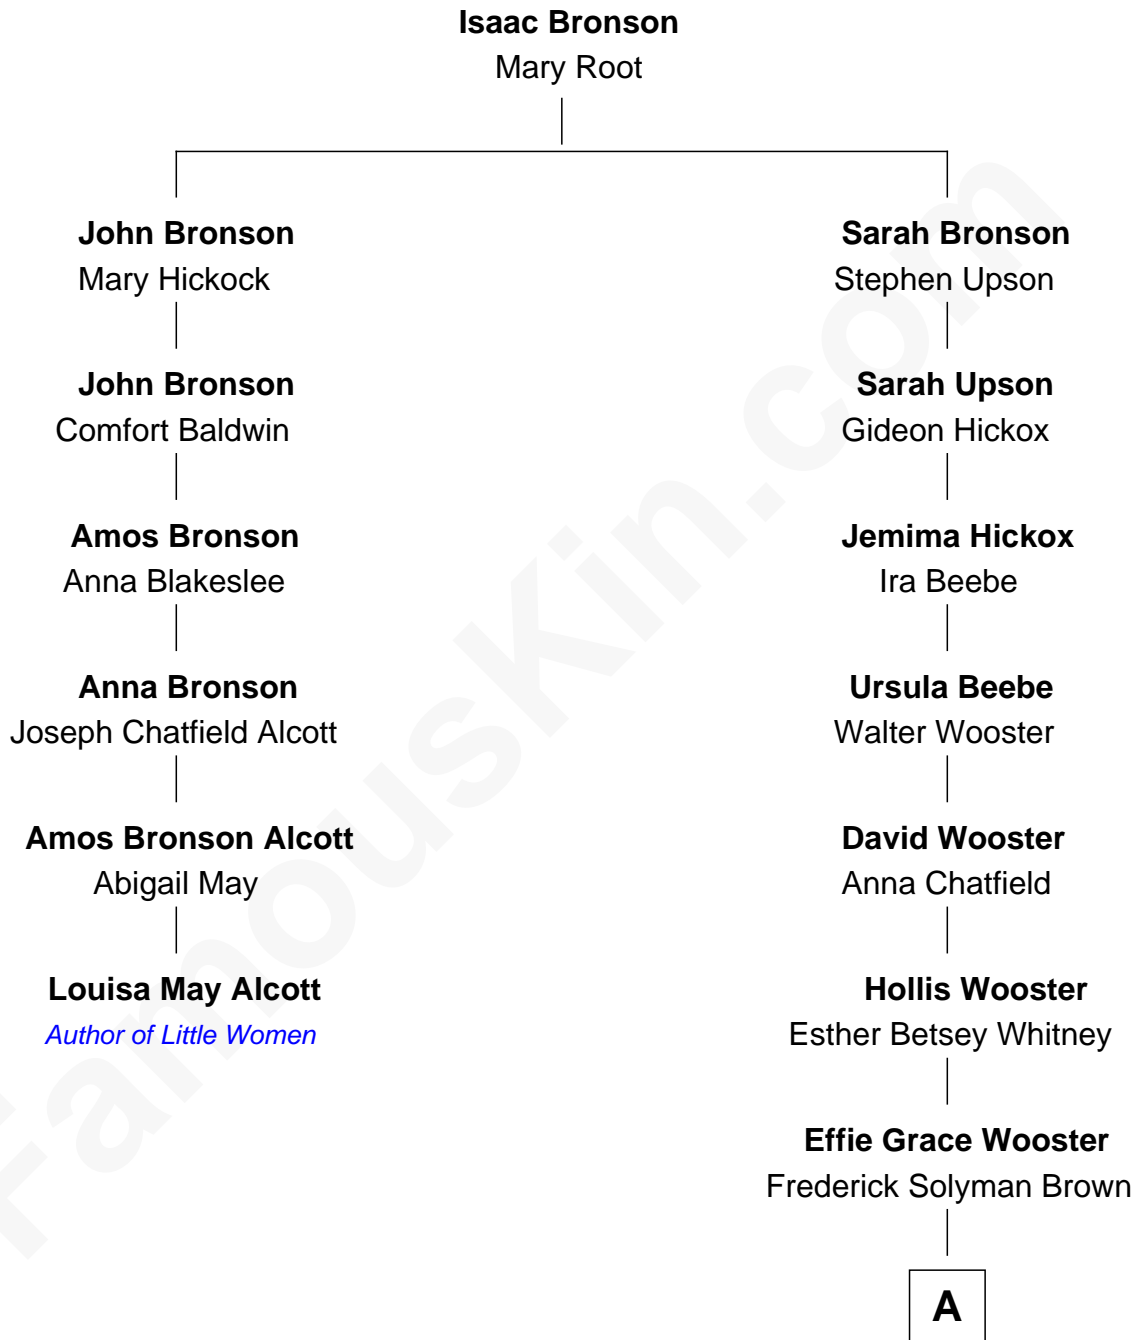 Isaac Bronson
Mary Root
John Bronson
Mary Hickock
John Bronson
Comfort Baldwin
Amos Bronson
Anna Blakeslee
Anna Bronson
Joseph Chatfield Alcott
Amos Bronson Alcott
Abigail May
Louisa May Alcott
Author of Little Women
Sarah Bronson
Stephen Upson
Sarah Upson
Gideon Hickox
Jemima Hickox
Ira Beebe
Ursula Beebe
Walter Wooster
David Wooster
Anna Chatfield
Hollis Wooster
Esther Betsey Whitney
Effie Grace Wooster
Frederick Solyman Brown
A
FamousKin.com